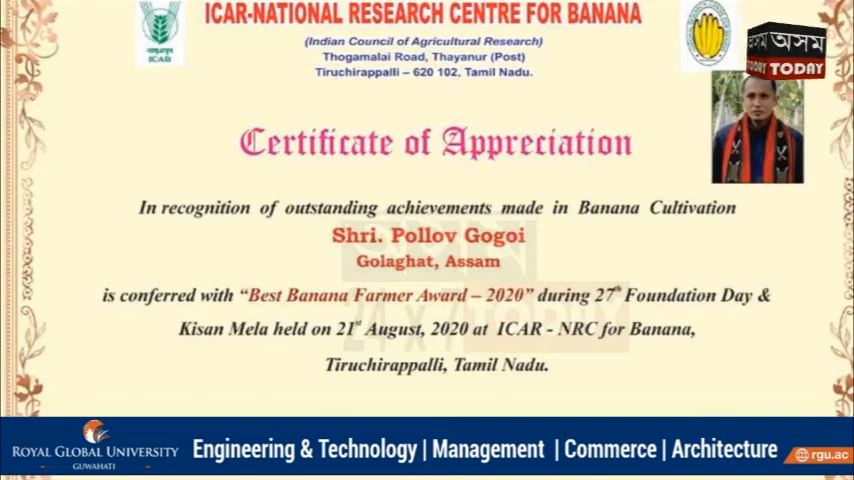 ICAR-NATIONAL RESEARCH CENTRE FOR BANANA
(Indian Council of Agricultural Research)
Thogamalai Road, Thayanur (Post)
Tiruchirappalli – 620 102, Tamil Nadu.
ICAR
অসম অসম
TODAY TODAY
Certificate of Appreciation
In recognition of outstanding achievements made in Banana Cultivation
Shri. Pollov Gogoi
Golaghat, Assam
is conferred with “Best Banana Farmer Award – 2020” during 27th Foundation Day &
Kisan Mela held on 21st August, 2020 at ICAR - NRC for Banana,
Tiruchirappalli, Tamil Nadu.
24x7 TODAY
ROYAL GLOBAL UNIVERSITY
GUWAHATI
Engineering & Technology | Management | Commerce | Architecture
rgu.ac